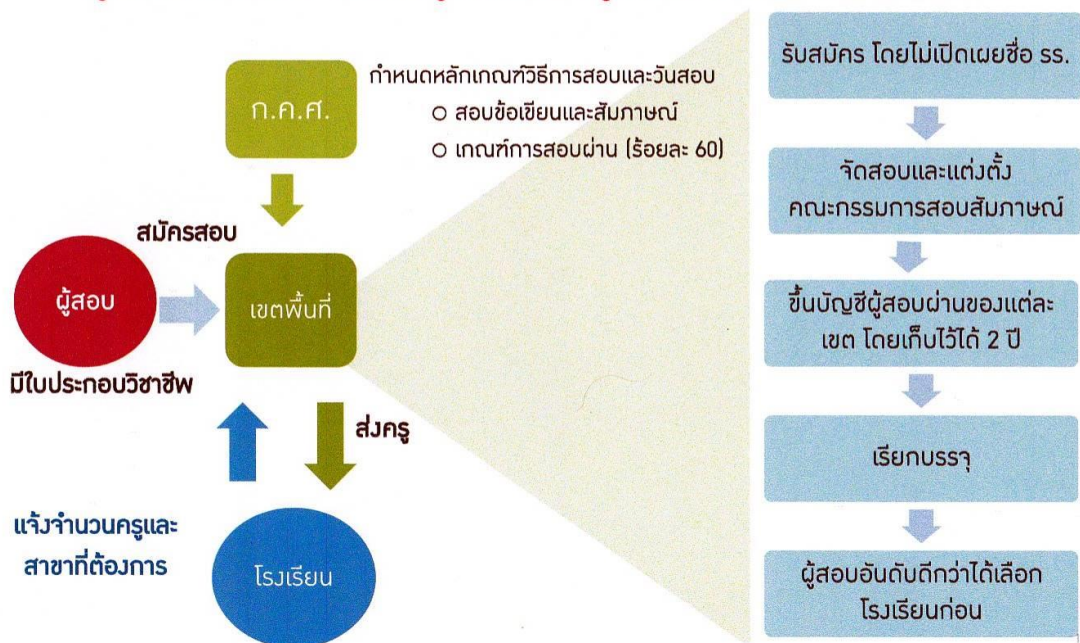 ก.ค.ศ.
กำหนดหลักเกณฑ์วิธีการสอบและวันสอบ
○ สอบข้อเขียนและสัมภาษณ์
○ เกณฑ์การสอบผ่าน (ร้อยละ 60)
สมัครสอบ
ผู้สอบ
เขตพื้นที่
มีใบประกอบวิชาชีพ
ส่งครู
แจ้งจำนวนครูและ
สาขาที่ต้องการ
โรงเรียน
รับสมัคร โดยไม่เปิดเผยชื่อ รร.
จัดสอบและแต่งตั้ง
คณะกรรมการสอบสัมภาษณ์
ขึ้นบัญชีผู้สอบผ่านของแต่ละ
เขต โดยเก็บไว้ได้ 2 ปี
เรียกบรรจุ
ผู้สอบอันดับดีกว่าได้เลือก
โรงเรียนก่อน